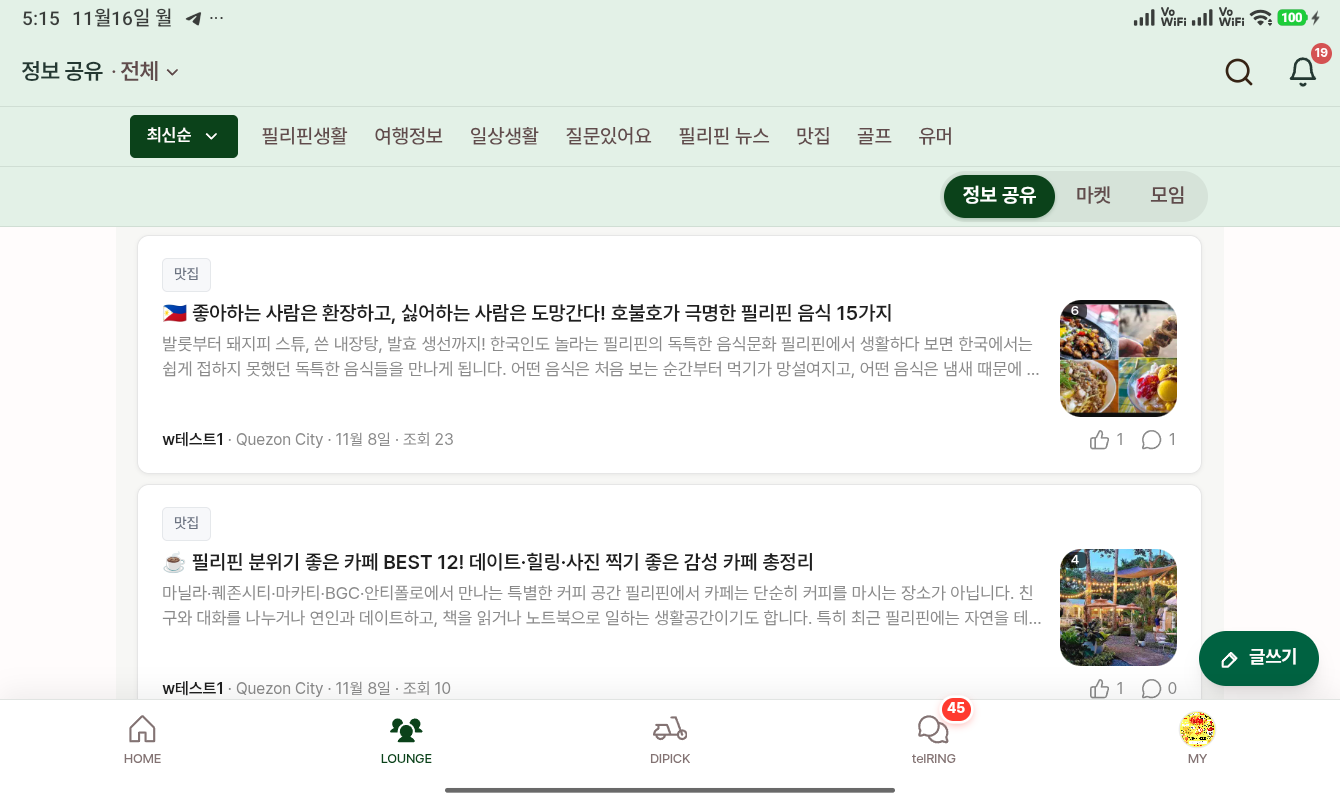 5:15 11월16일 월 ···
Vo WiFi Vo WiFi 100
정보 공유 · 전체
19
최신순 필리핀생활 여행정보 일상생활 질문있어요 필리핀 뉴스 맛집 골프 유머
정보 공유 마켓 모임
맛집
🇵🇭 좋아하는 사람은 환장하고, 싫어하는 사람은 도망간다! 호불호가 극명한 필리핀 음식 15가지
6
발룻부터 돼지피 스튜, 쓴 내장탕, 발효 생선까지! 한국인도 놀라는 필리핀의 독특한 음식문화 필리핀에서 생활하다 보면 한국에서는
쉽게 접하지 못했던 독특한 음식들을 만나게 됩니다. 어떤 음식은 처음 보는 순간부터 먹기가 망설여지고, 어떤 음식은 냄새 때문에 ...
w테스트1 · Quezon City · 11월 8일 · 조회 23
1 1
맛집
☕ 필리핀 분위기 좋은 카페 BEST 12! 데이트·힐링·사진 찍기 좋은 감성 카페 총정리
4
마닐라·퀘존시티·마카티·BGC·안티폴로에서 만나는 특별한 커피 공간 필리핀에서 카페는 단순히 커피를 마시는 장소가 아닙니다. 친
구와 대화를 나누거나 연인과 데이트하고, 책을 읽거나 노트북으로 일하는 생활공간이기도 합니다. 특히 최근 필리핀에는 자연을 테...
글쓰기
w테스트1 · Quezon City · 11월 8일 · 조회 10
1 0
45
HOME LOUNGE DIPICK telRING MY